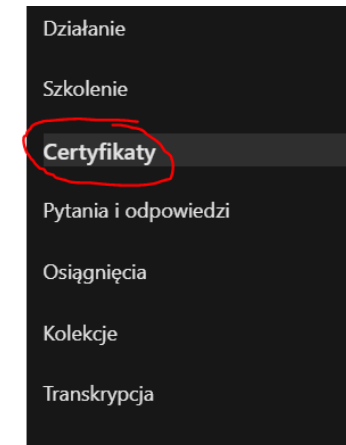 Działanie
Szkolenie
Certyfikaty
Pytania i odpowiedzi
Osiągnięcia
Kolekcje
Transkrypcja